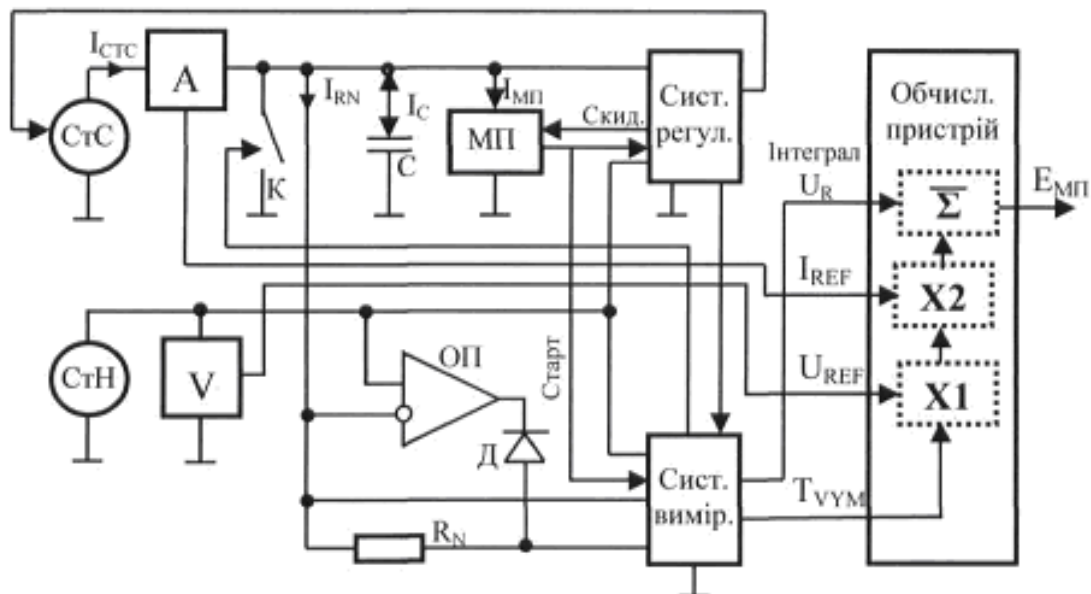 I_CTC
A
I_RN
I_C
I_МП
Сист.
регул.
Обчисл.
пристрій
СтС
К
С
МП
Скид.
Інтеграл
U_R
Σ
E_МП
I_REF
X2
СтН
V
ОП
Старт
U_REF
X1
Д
Сист.
вимір.
T_VYM
R_N